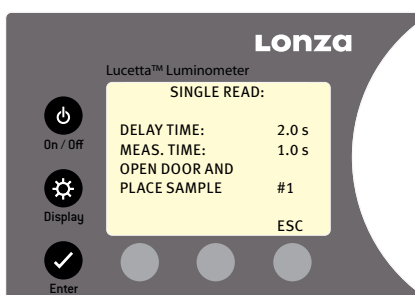 Lonza
Lucetta™ Luminometer
SINGLE READ:
DELAY TIME: 2.0 s
MEAS. TIME: 1.0 s
OPEN DOOR AND
PLACE SAMPLE #1
ESC
On / Off
Display
Enter